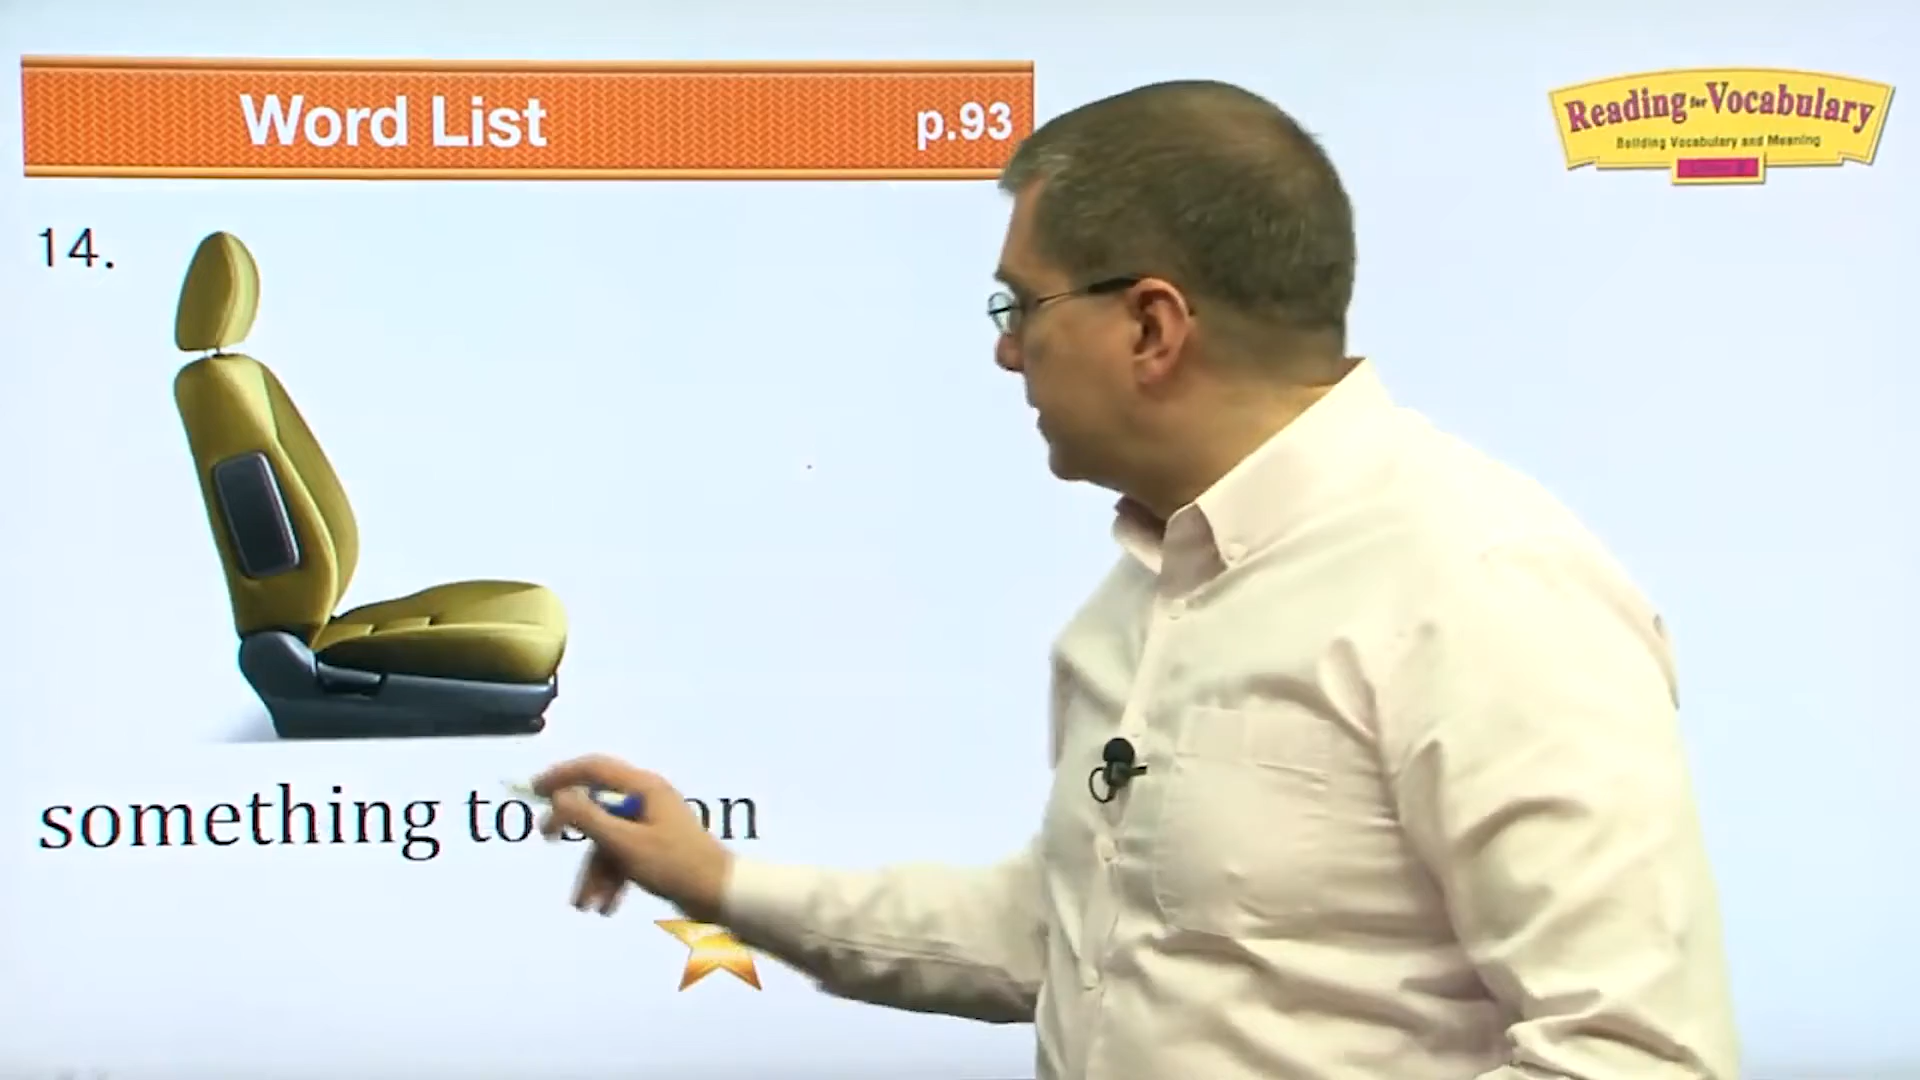 Word List p.93
Reading for Vocabulary
Building Vocabulary and Meaning
14.
something to on